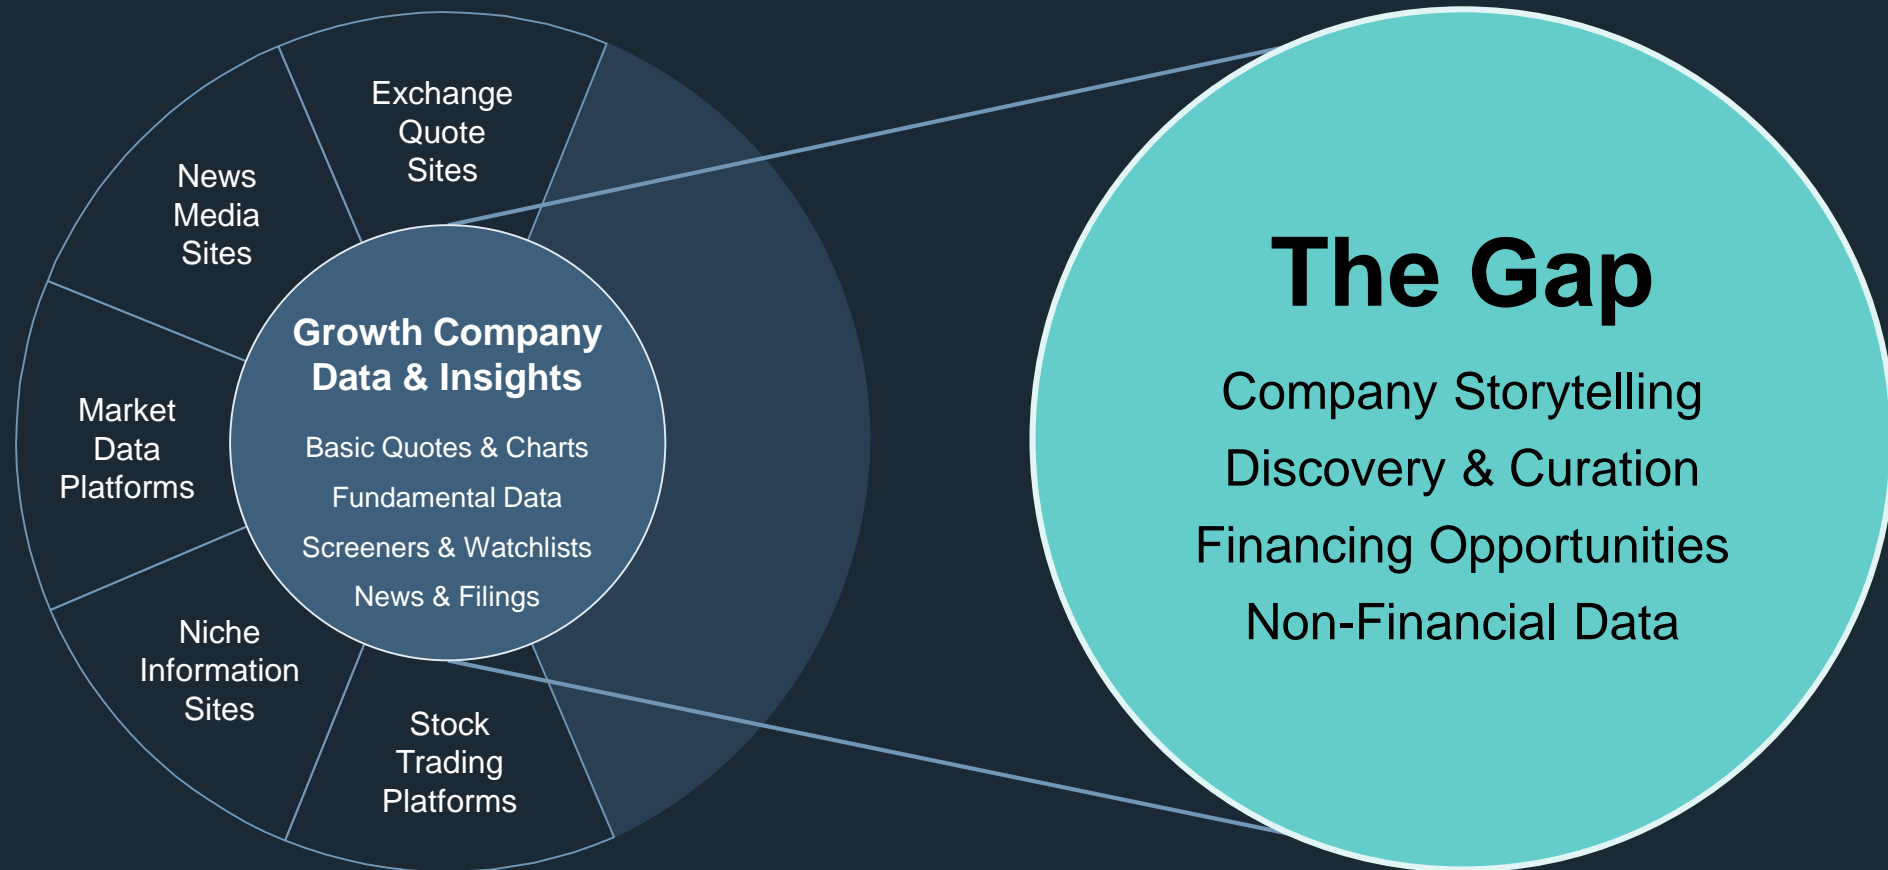 Exchange
Quote
Sites
News
Media
Sites
Market
Data
Platforms
Niche
Information
Sites
Stock
Trading
Platforms
Growth Company
Data & Insights
Basic Quotes & Charts
Fundamental Data
Screeners & Watchlists
News & Filings
The Gap
Company Storytelling
Discovery & Curation
Financing Opportunities
Non-Financial Data